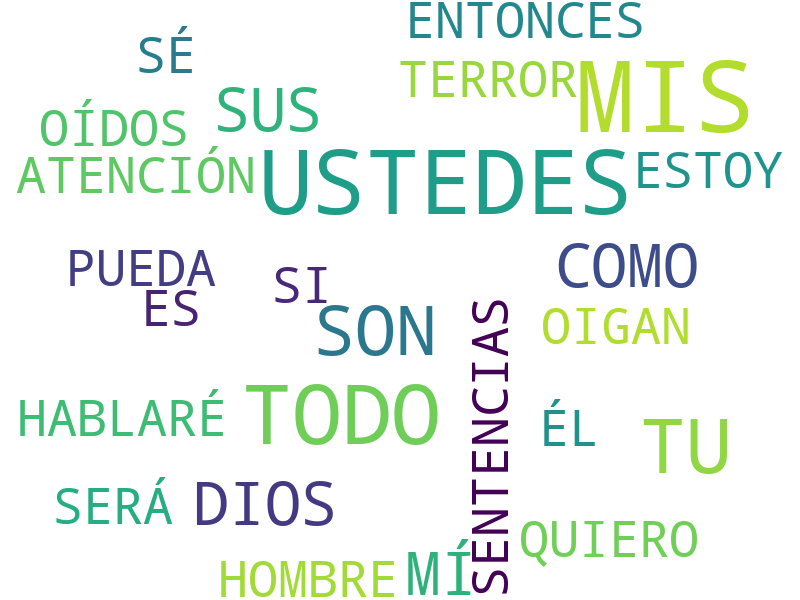 ENTONCES
SÉ
TERROR
MIS
SUS
OÍDOS
ATENCIÓN
USTEDES
ESTOY
PUEDA
SI
COMO
ES
SON
OIGAN
SENTENCIAS
HABLARÉ
TODO
ÉL
TU
SERÁ
DIOS
QUIERO
HOMBRE
MÍ